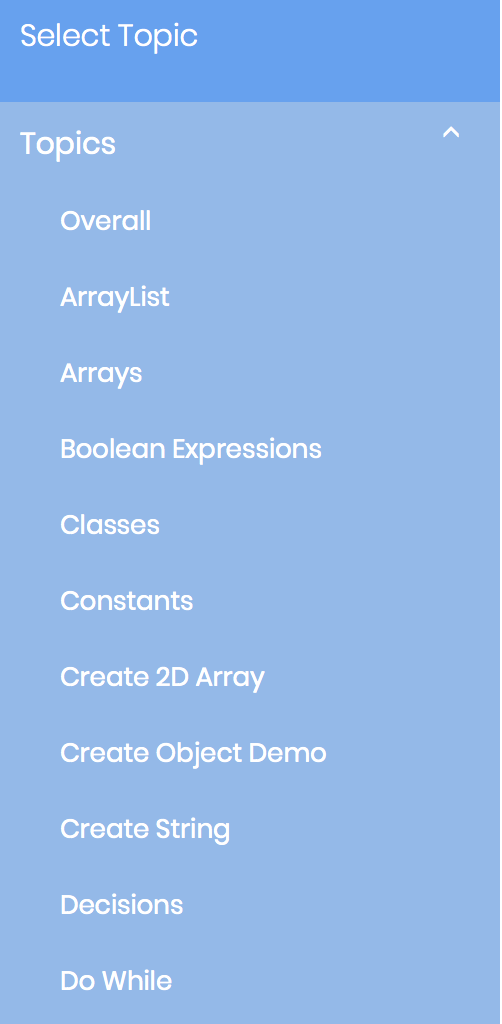 Select Topic
Topics
Overall
ArrayList
Arrays
Boolean Expressions
Classes
Constants
Create 2D Array
Create Object Demo
Create String
Decisions
Do While